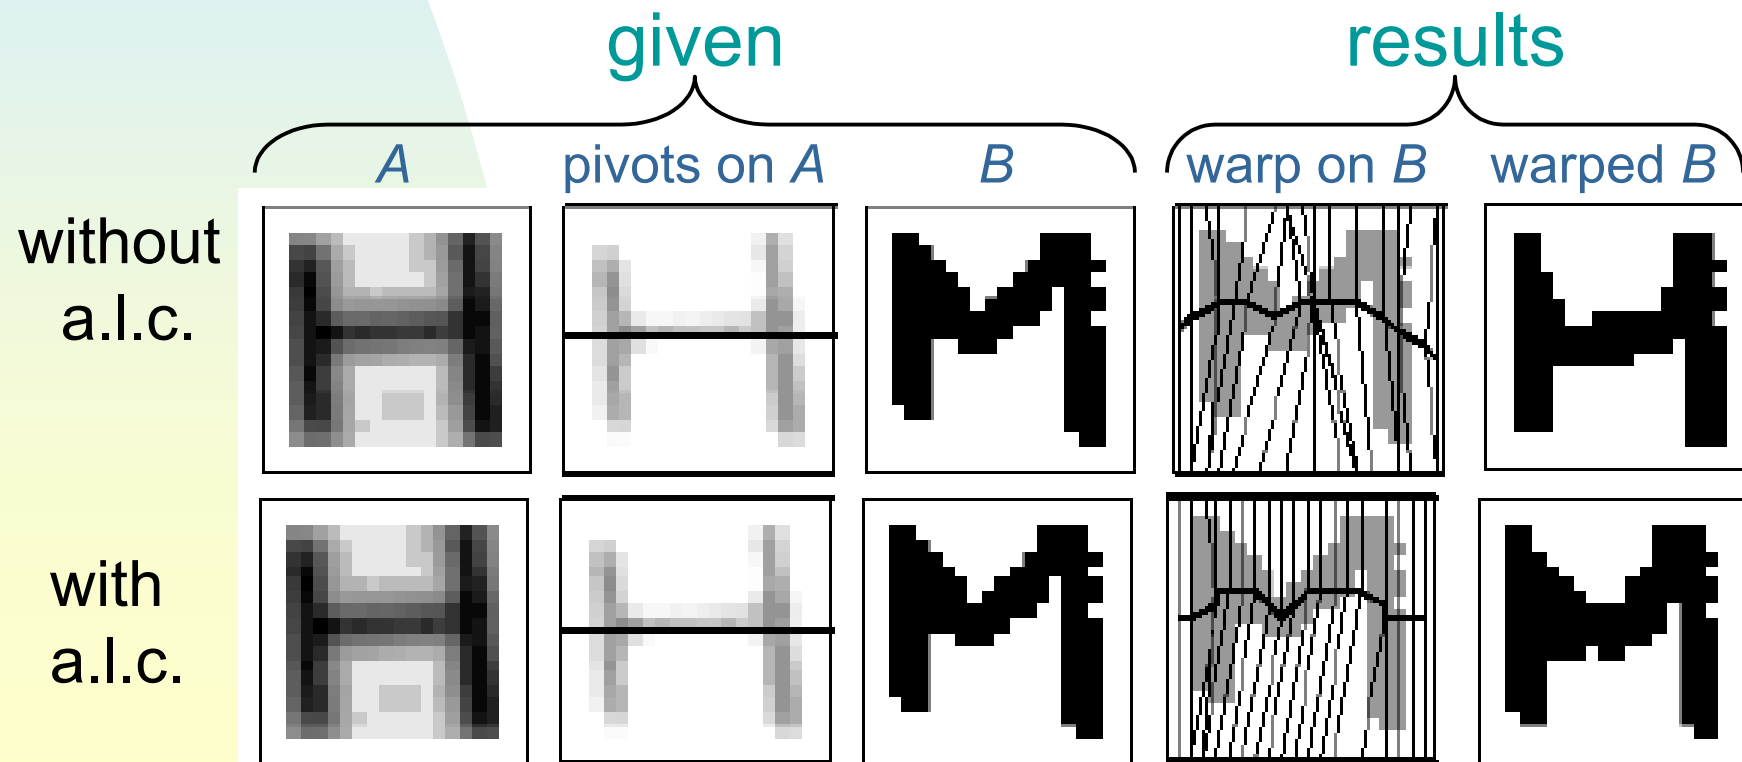 given
results
A
pivots on A
B
warp on B
warped B
without
a.l.c.
with
a.l.c.